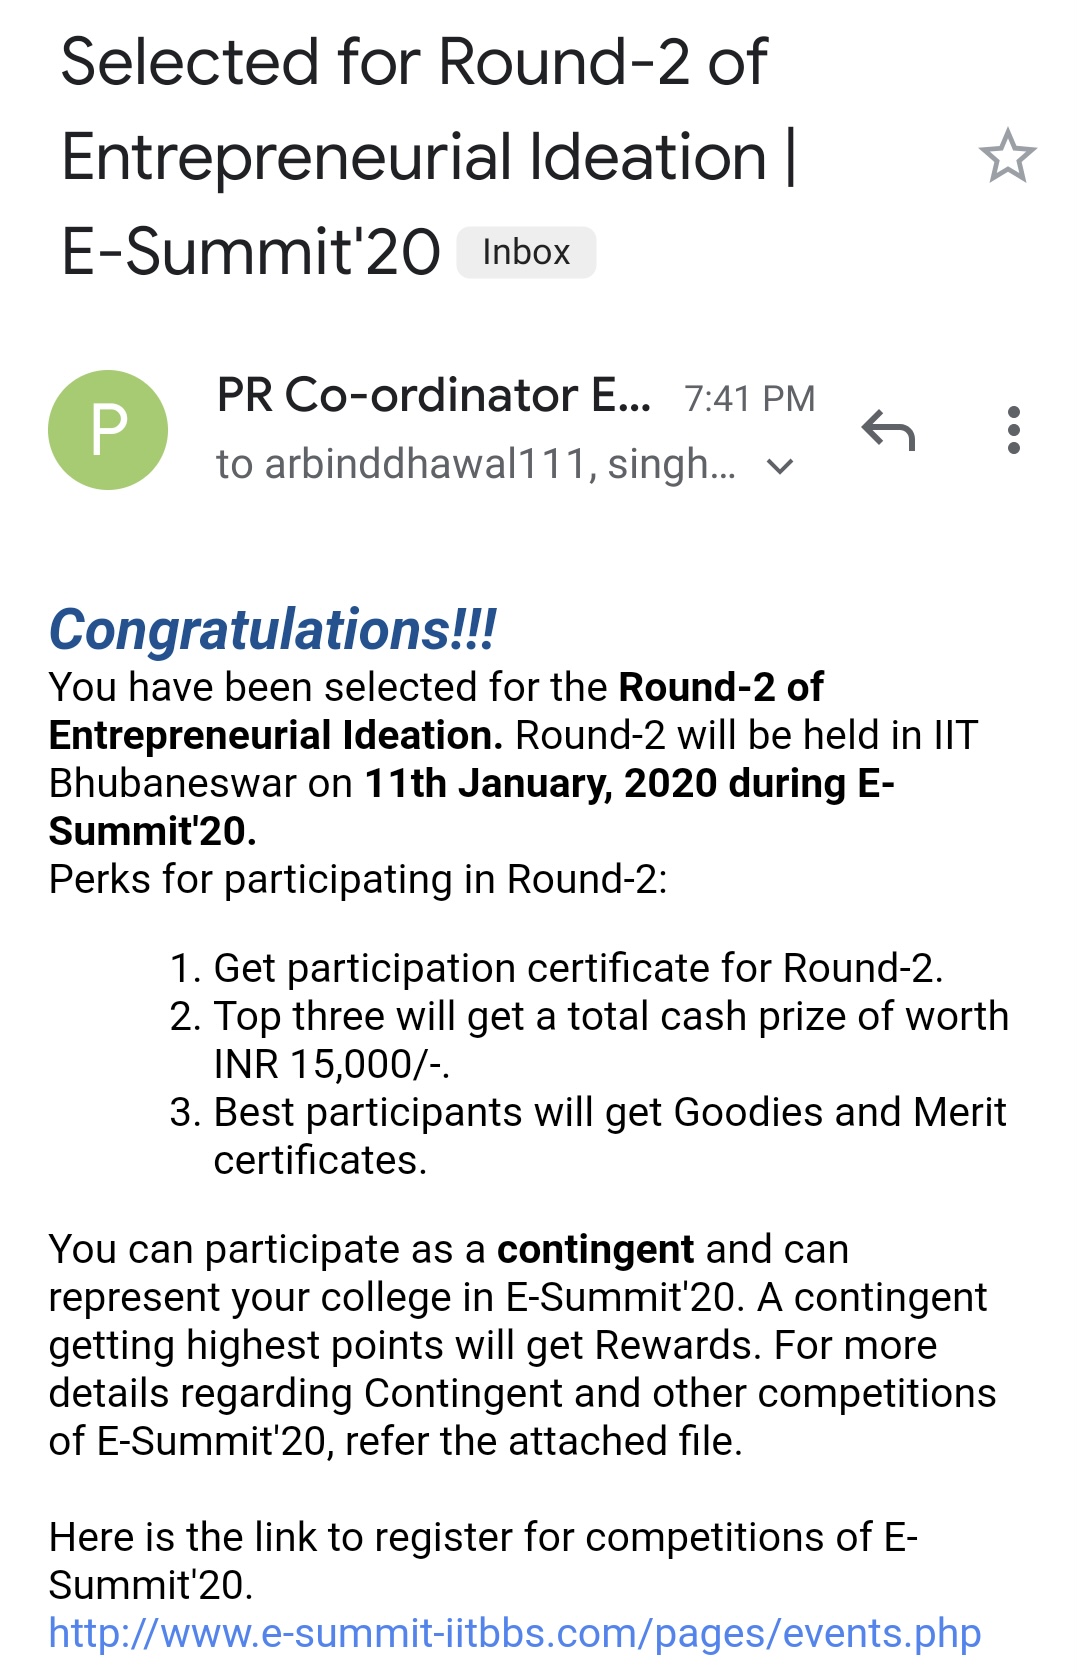 Selected for Round-2 of
Entrepreneurial Ideation |
E-Summit'20 Inbox
P
PR Co-ordinator E... 7:41 PM
to arbinddhawal111, singh...
Congratulations!!!
You have been selected for the Round-2 of
Entrepreneurial Ideation. Round-2 will be held in IIT
Bhubaneswar on 11th January, 2020 during E-
Summit'20.
Perks for participating in Round-2:
1. Get participation certificate for Round-2.
2. Top three will get a total cash prize of worth
INR 15,000/-.
3. Best participants will get Goodies and Merit
certificates.
You can participate as a contingent and can
represent your college in E-Summit'20. A contingent
getting highest points will get Rewards. For more
details regarding Contingent and other competitions
of E-Summit'20, refer the attached file.
Here is the link to register for competitions of E-
Summit'20.
http://www.e-summit-iitbbs.com/pages/events.php